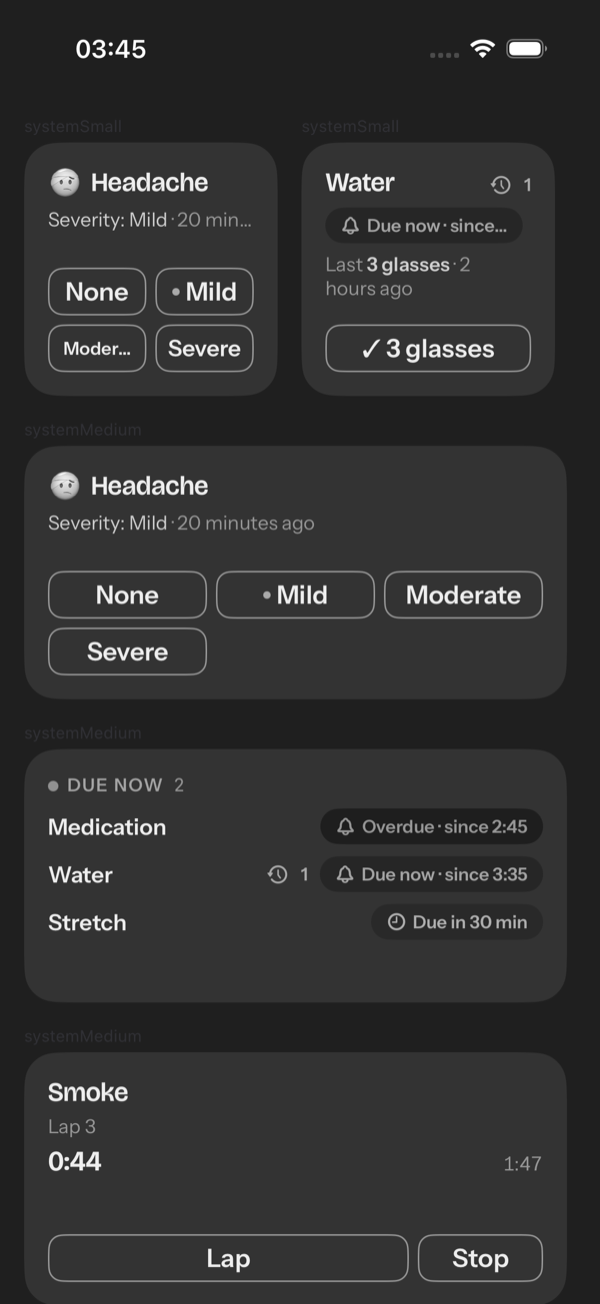 03:45
systemSmall
systemSmall
Headache
Severity: Mild · 20 min...
None
• Mild
Moder...
Severe
Water
1
Due now · since...
Last 3 glasses · 2
hours ago
✓ 3 glasses
systemMedium
Headache
Severity: Mild · 20 minutes ago
None
• Mild
Moderate
Severe
systemMedium
DUE NOW 2
Medication
Overdue · since 2:45
Water
1
Due now · since 3:35
Stretch
Due in 30 min
systemMedium
Smoke
Lap 3
0:44
1:47
Lap
Stop